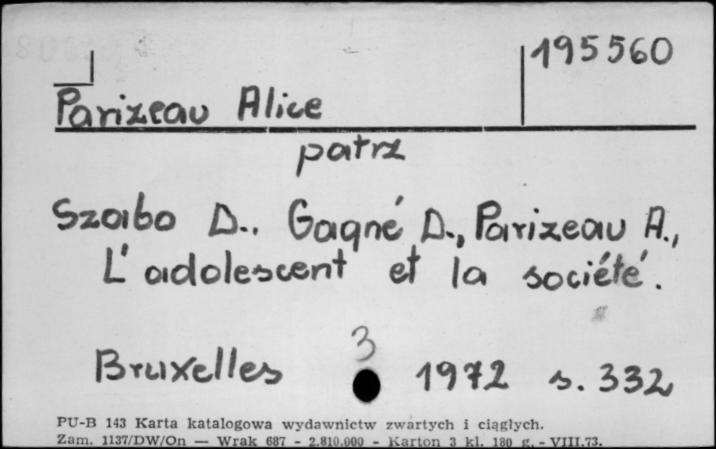 195560
Parizeau Alice
patrz
Szabo D., Gagné D., Parizeau A.,
L'adolescent et la société.
3
Bruxelles 1972 s. 332
PU-B 143 Karta katalogowa wydawnictw zwartych i ciągłych.
Zam. 1137/DW/On — Wrak 687 - 2.810.000 - Karton 3 kl. 180 g. - VIII.73.